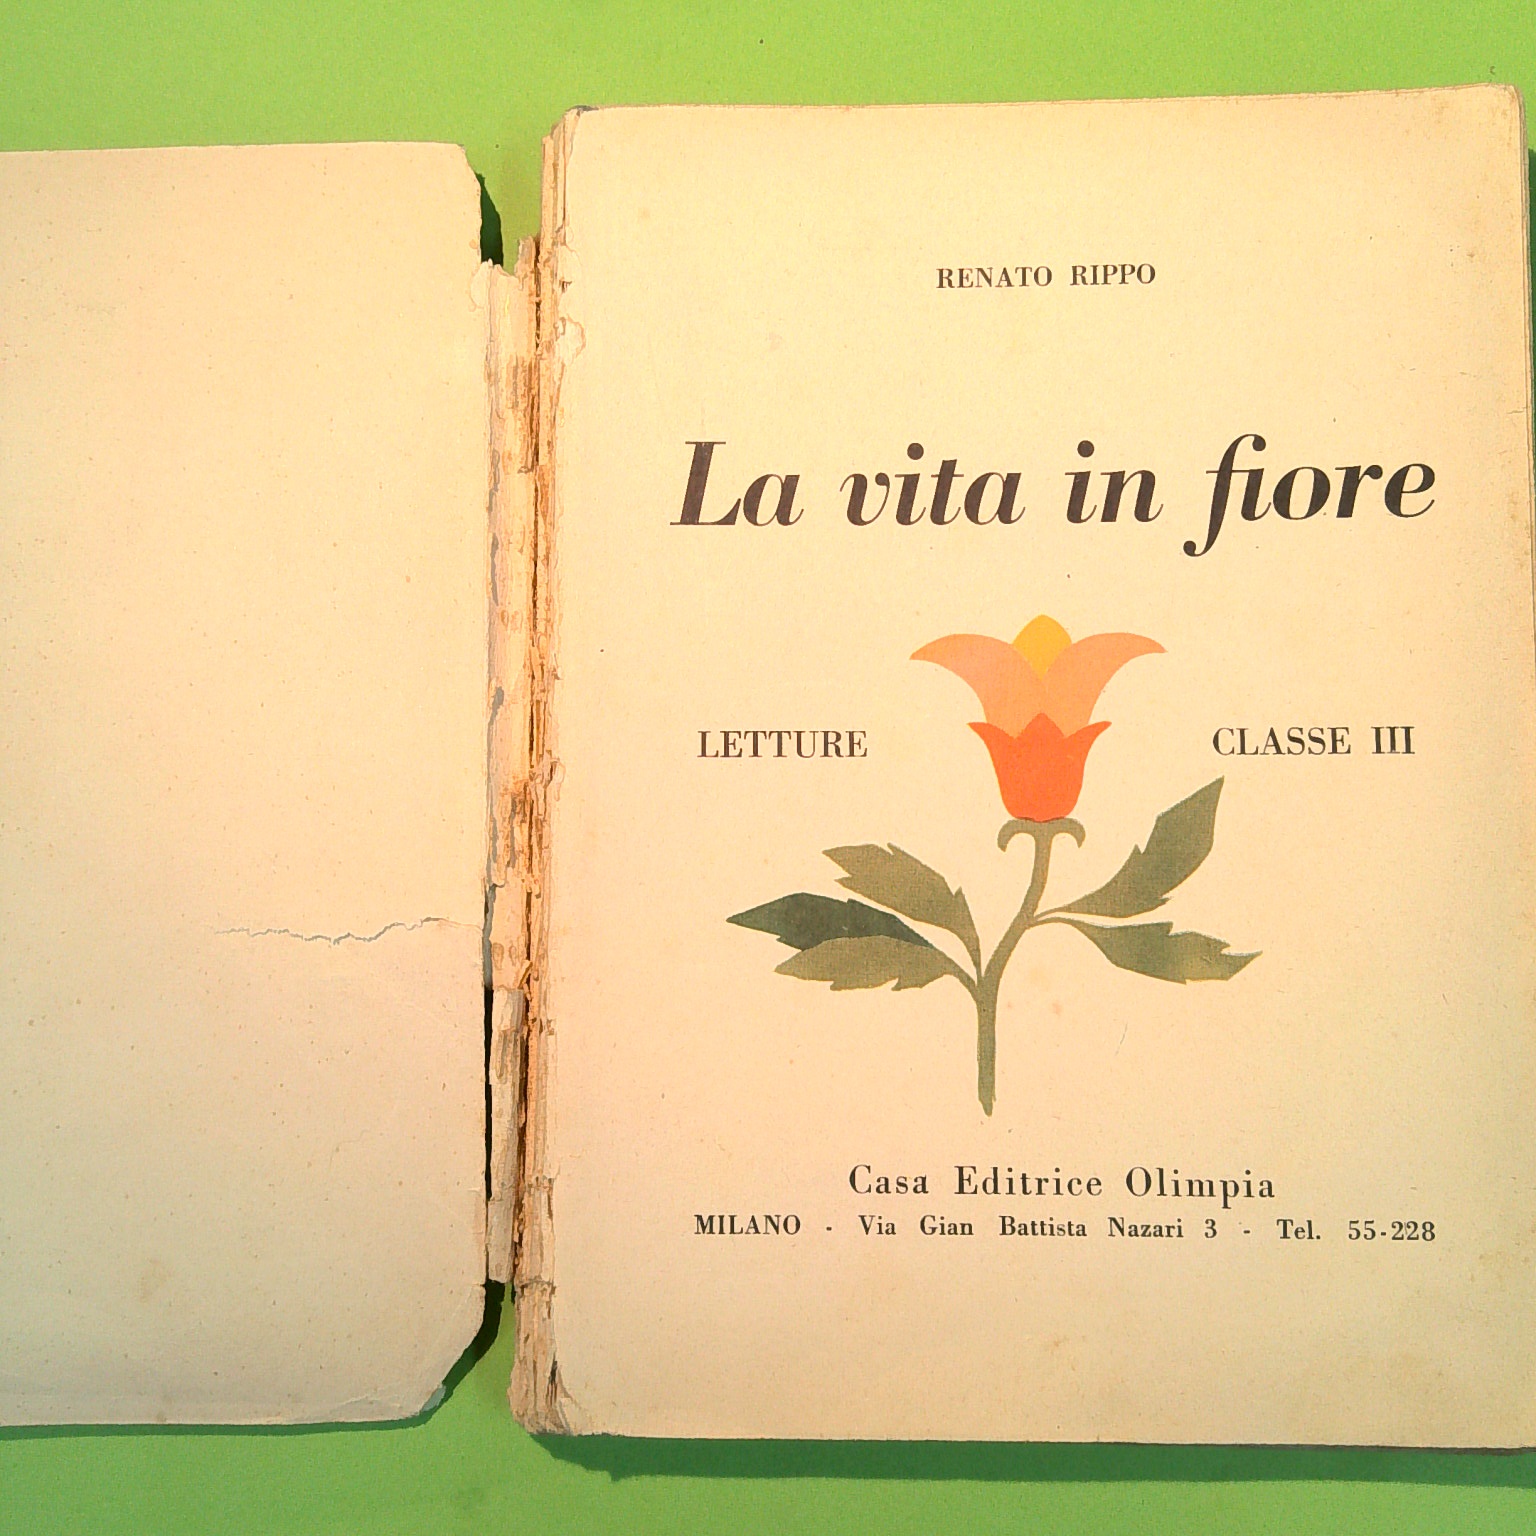 RENATO RIPPO
La vita in fiore
LETTURE CLASSE III
Casa Editrice Olimpia
MILANO - Via Gian Battista Nazari 3 - Tel. 55-228